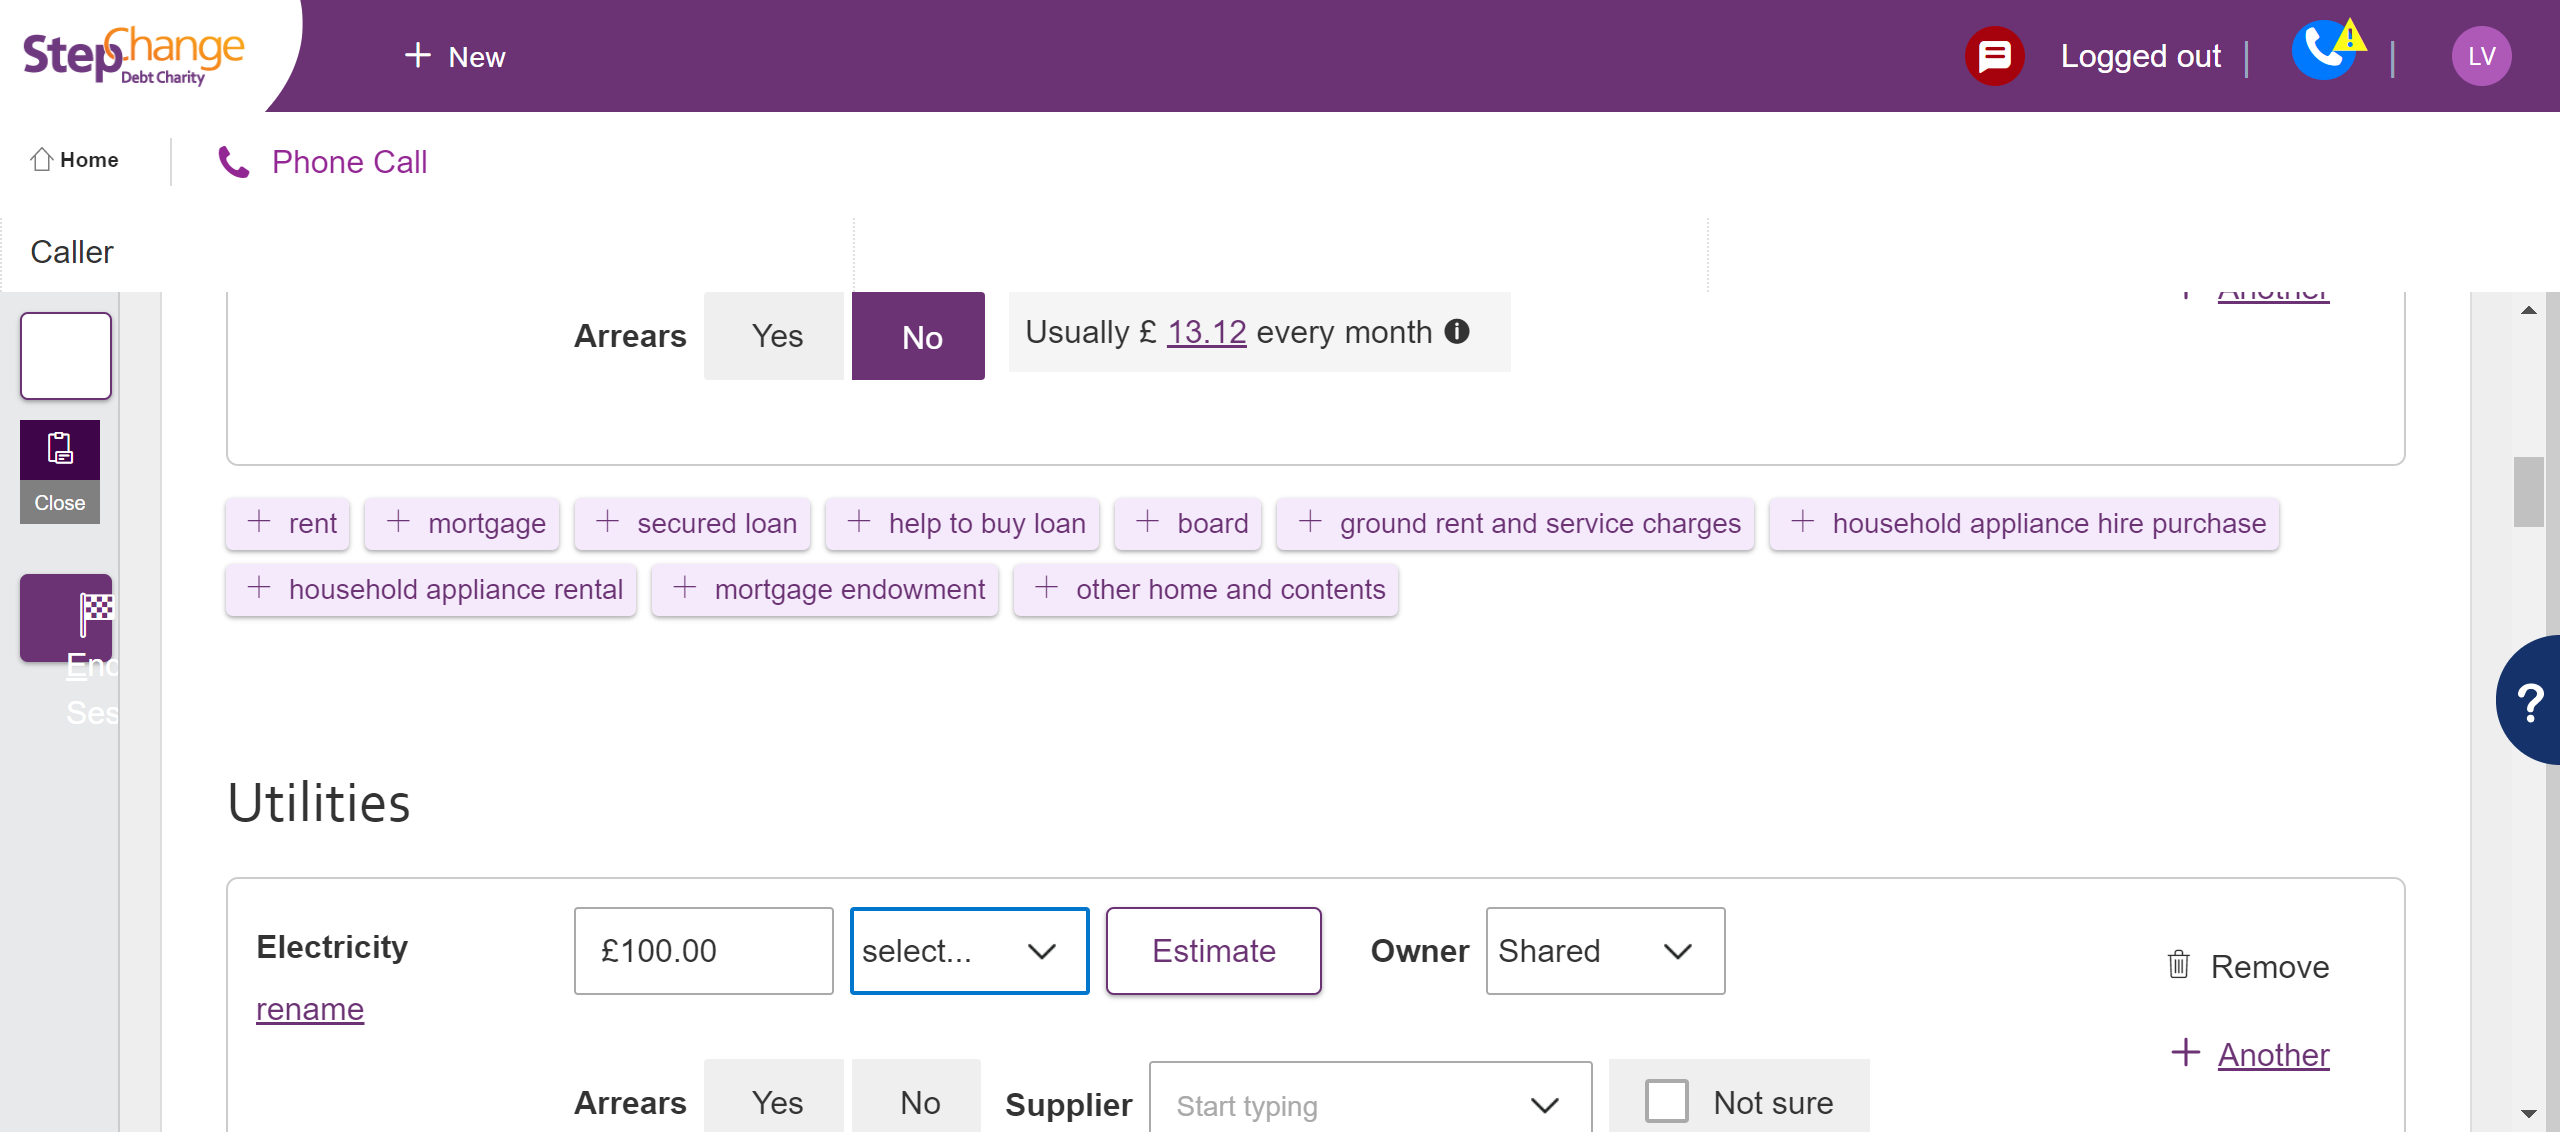 StepChange
Debt Charity
+ New
Logged out
LV
Home
Phone Call
Caller
Another
Arrears
Yes
No
Usually £ 13.12 every month
Close
+ rent
+ mortgage
+ secured loan
+ help to buy loan
+ board
+ ground rent and service charges
+ household appliance hire purchase
+ household appliance rental
+ mortgage endowment
+ other home and contents
?
Utilities
Electricity
£100.00
select...
Estimate
Owner
Shared
Remove
rename
+ Another
Arrears
Yes
No
Supplier
Start typing
Not sure